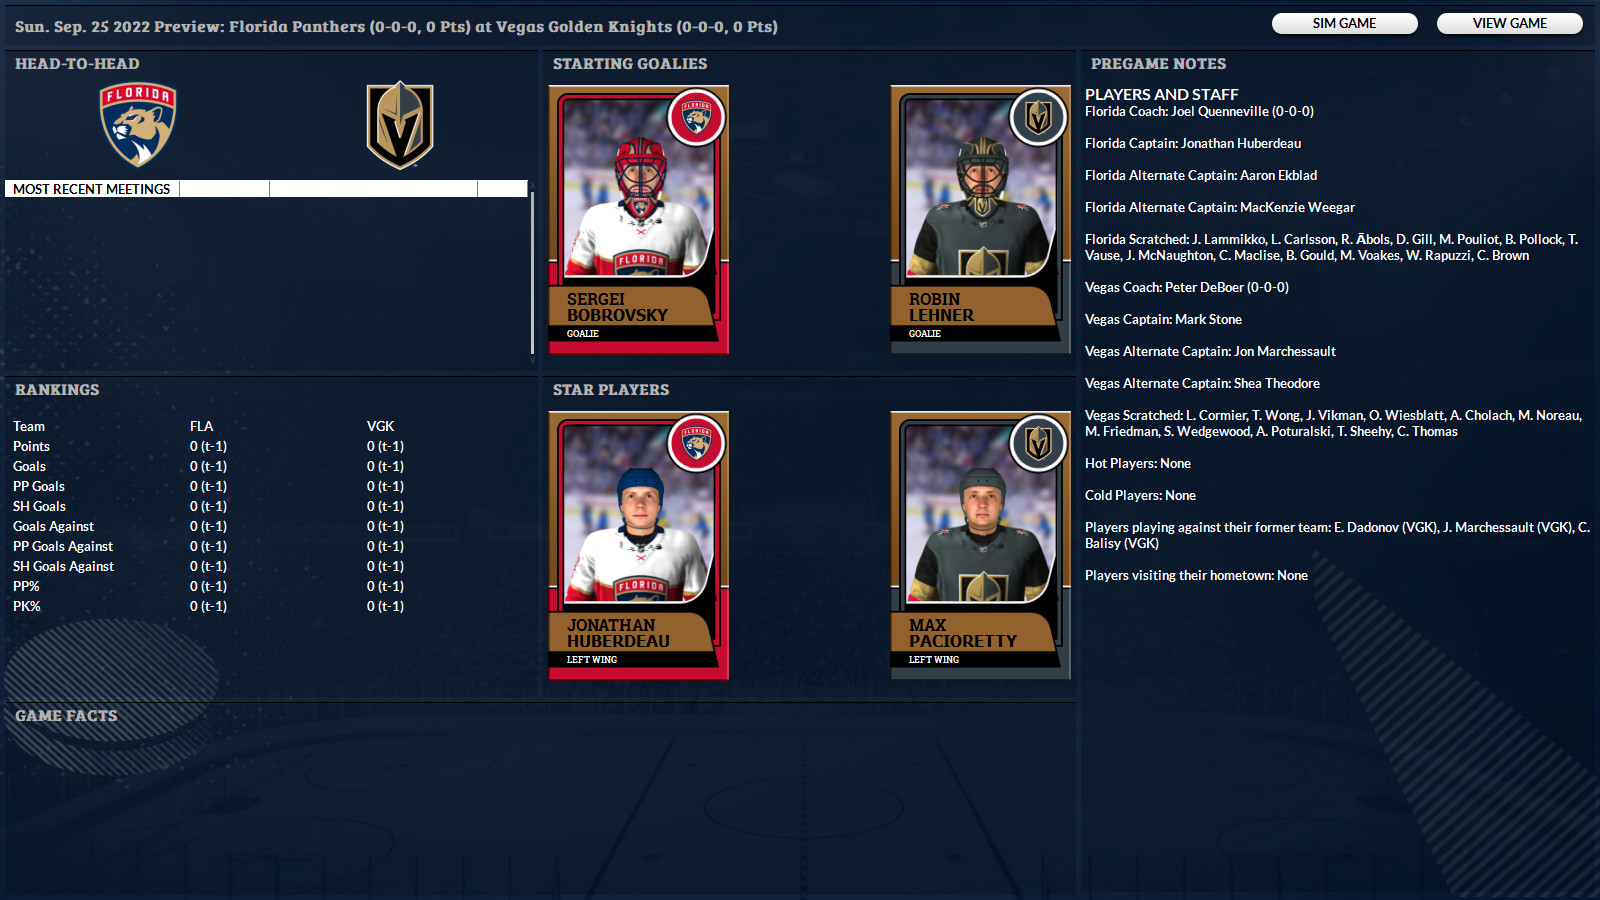 Sun. Sep. 25 2022 Preview: Florida Panthers (0-0-0, 0 Pts) at Vegas Golden Knights (0-0-0, 0 Pts)
SIM GAME
VIEW GAME
HEAD-TO-HEAD
FLORIDA
MOST RECENT MEETINGS
STARTING GOALIES
FLORIDA
FLORIDA
SERGEI
BOBROVSKY
GOALIE
ROBIN
LEHNER
GOALIE
RANKINGS
Team FLA VGK
Points 0 (t-1) 0 (t-1)
Goals 0 (t-1) 0 (t-1)
PP Goals 0 (t-1) 0 (t-1)
SH Goals 0 (t-1) 0 (t-1)
Goals Against 0 (t-1) 0 (t-1)
PP Goals Against 0 (t-1) 0 (t-1)
SH Goals Against 0 (t-1) 0 (t-1)
PP% 0 (t-1) 0 (t-1)
PK% 0 (t-1) 0 (t-1)
STAR PLAYERS
FLORIDA
FLORIDA
JONATHAN
HUBERDEAU
LEFT WING
MAX
PACIORETTY
LEFT WING
GAME FACTS
PREGAME NOTES
PLAYERS AND STAFF
Florida Coach: Joel Quenneville (0-0-0)
Florida Captain: Jonathan Huberdeau
Florida Alternate Captain: Aaron Ekblad
Florida Alternate Captain: MacKenzie Weegar
Florida Scratched: J. Lammikko, L. Carlsson, R. Ābols, D. Gill, M. Pouliot, B. Pollock, T.
Vause, J. McNaughton, C. Maclise, B. Gould, M. Voakes, W. Rapuzzi, C. Brown
Vegas Coach: Peter DeBoer (0-0-0)
Vegas Captain: Mark Stone
Vegas Alternate Captain: Jon Marchessault
Vegas Alternate Captain: Shea Theodore
Vegas Scratched: L. Cormier, T. Wong, J. Vikman, O. Wiesblatt, A. Cholach, M. Noreau,
M. Friedman, S. Wedgewood, A. Poturalski, T. Sheehy, C. Thomas
Hot Players: None
Cold Players: None
Players playing against their former team: E. Dadonov (VGK), J. Marchessault (VGK), C.
Balisy (VGK)
Players visiting their hometown: None